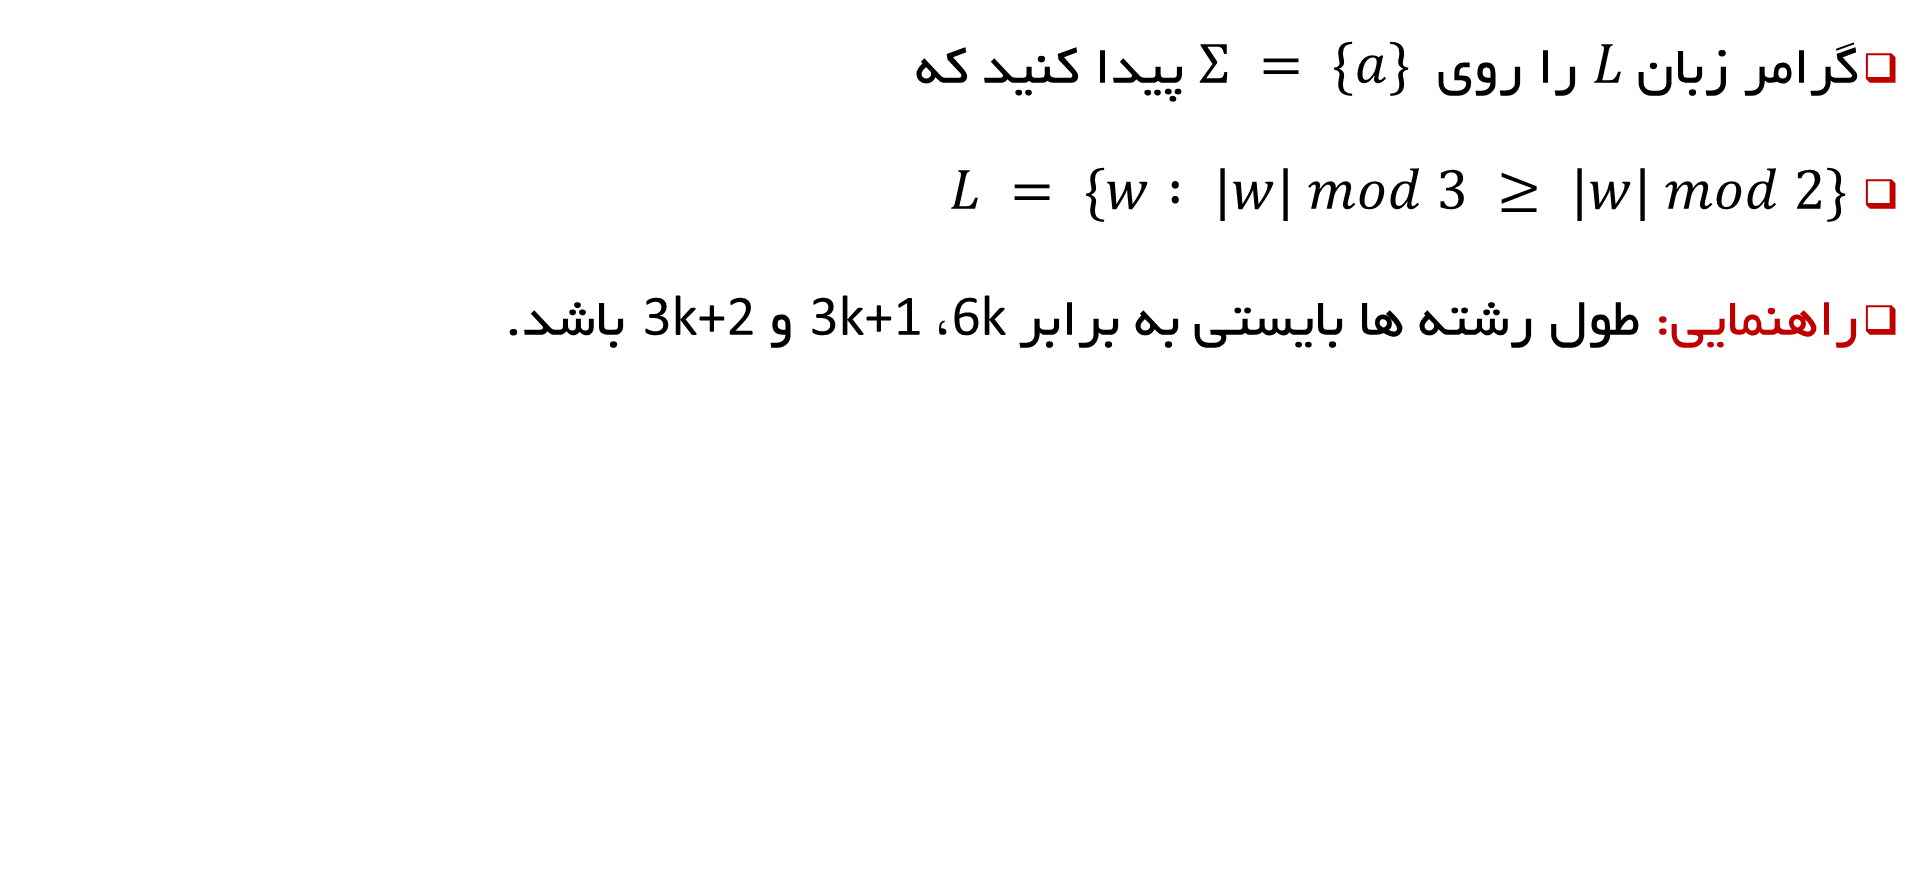 ❑گرامر زبان L را روی Σ = {a} پیدا کنید که
❑ L = {w : |w| mod 3 ≥ |w| mod 2}
❑راهنمایی: طول رشته ها بایستی به برابر 6k، 3k+1 و 3k+2 باشد.